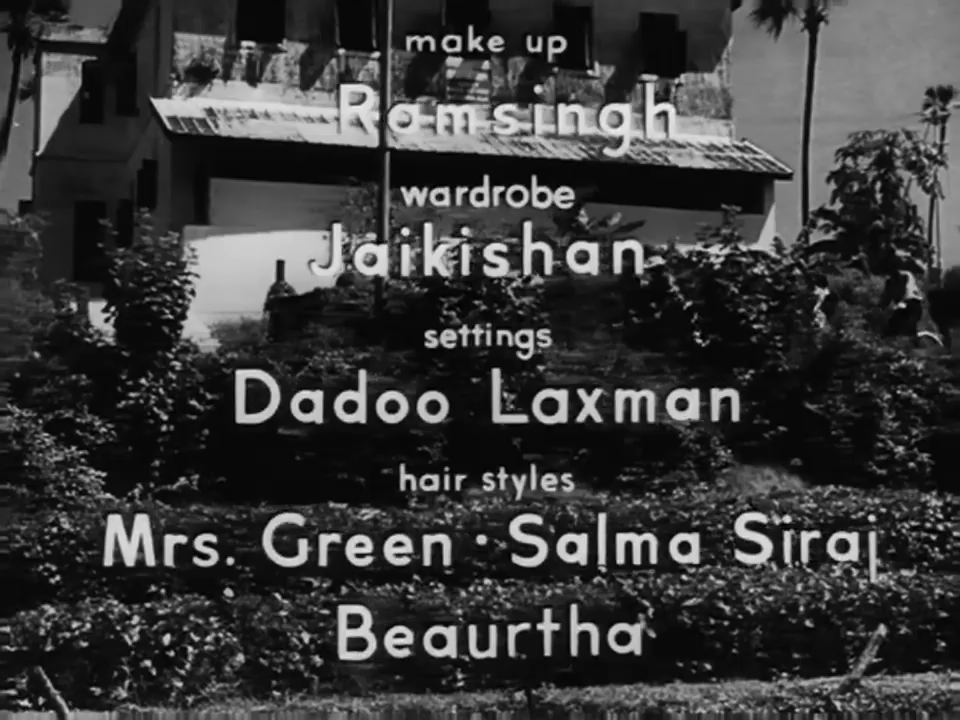 make up
Ramsingh
wardrobe
Jaikishan
settings
Dadoo Laxman
hair styles
Mrs. Green · Salma Siraj
Beaurtha